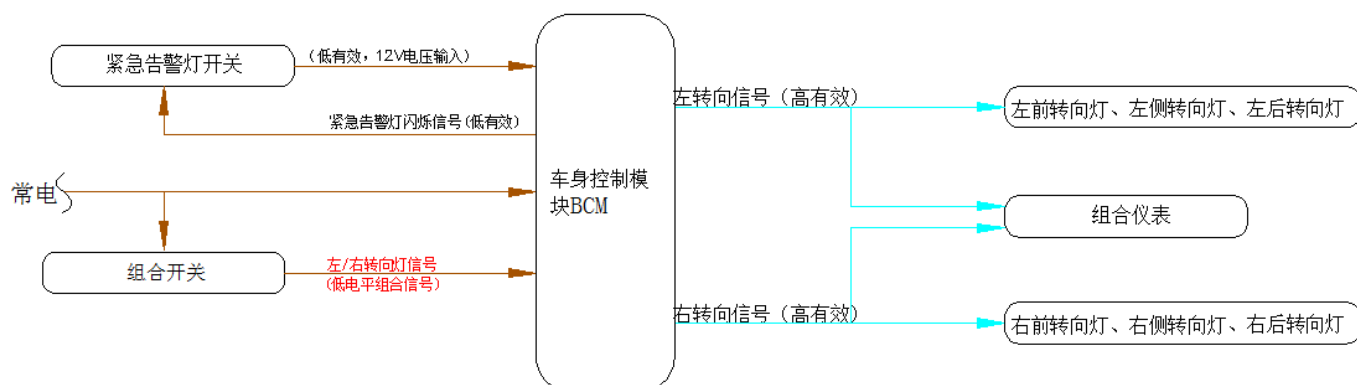 紧急告警灯开关
(低有效，12V电压输入)
紧急告警灯闪烁信号(低有效)
常电
组合开关
左/右转向灯信号
(低电平组合信号)
车身控制模
块BCM
左转向信号（高有效）
左前转向灯、左侧转向灯、左后转向灯
组合仪表
右转向信号（高有效）
右前转向灯、右侧转向灯、右后转向灯